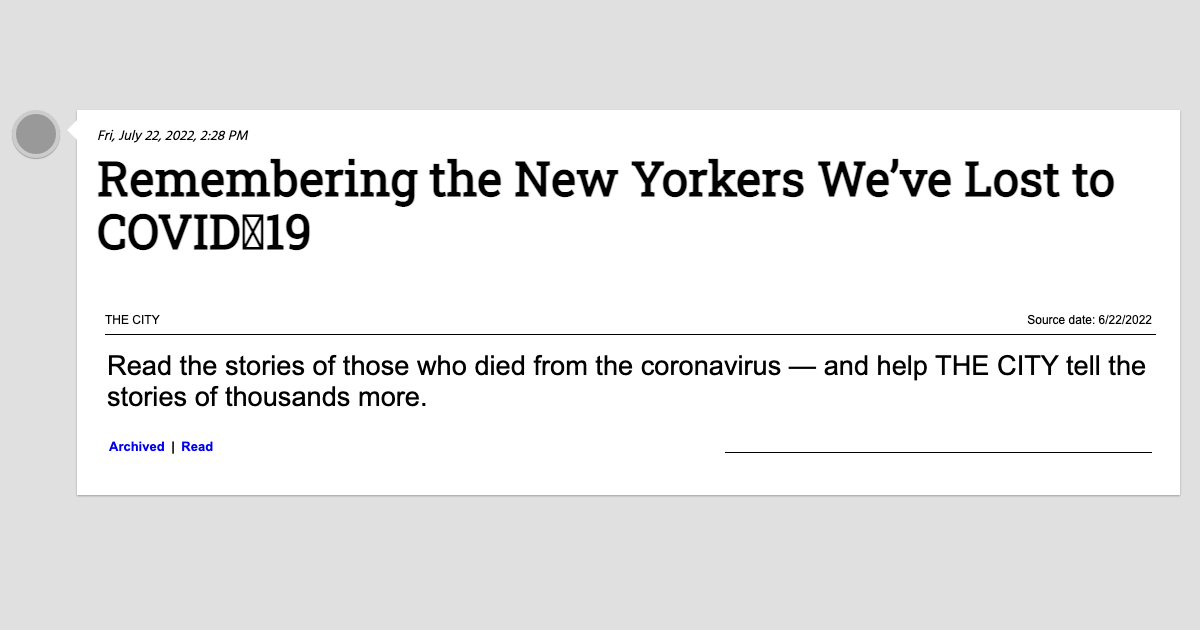 Fri, July 22, 2022, 2:28 PM
Remembering the New Yorkers We’ve Lost to
COVID▯19
THE CITY
Source date: 6/22/2022
Read the stories of those who died from the coronavirus — and help THE CITY tell the
stories of thousands more.
Archived | Read